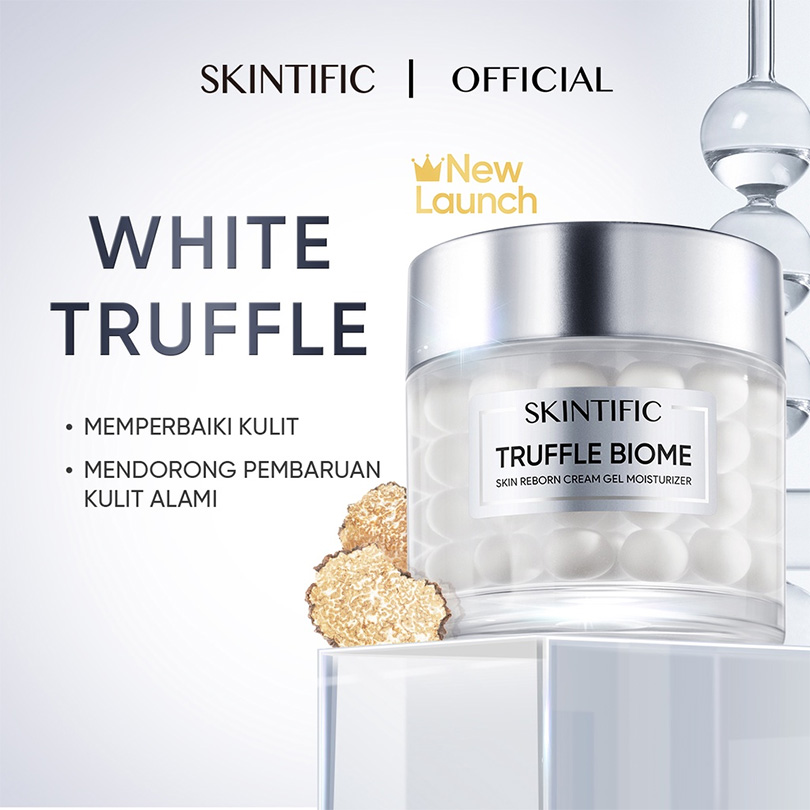 SKINTIFIC | OFFICIAL
New
Launch
WHITE
TRUFFLE
• MEMPERBAIKI KULIT
• MENDORONG PEMBARUAN
KULIT ALAMI
SKINTIFIC
TRUFFLE BIOME
SKIN REBORN CREAM GEL MOISTURIZER